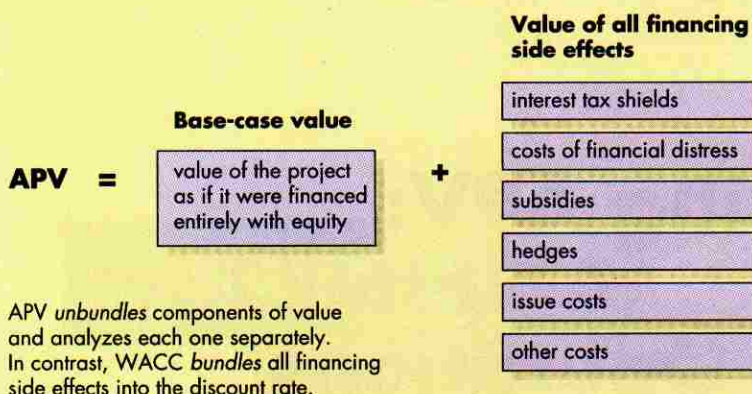 Value of all financing
side effects
Base-case value
APV =
value of the project
as if it were financed
entirely with equity
+
interest tax shields
costs of financial distress
subsidies
hedges
issue costs
other costs
APV unbundles components of value
and analyzes each one separately.
In contrast, WACC bundles all financing
side effects into the discount rate.